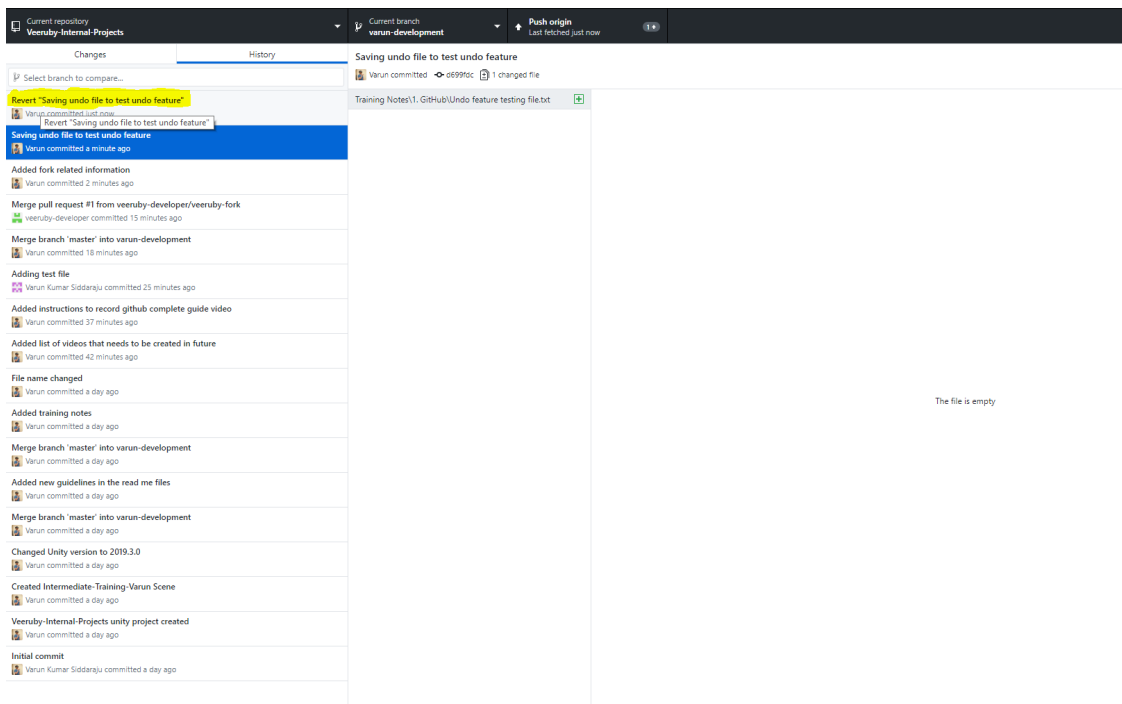 Current repository
Veeruby-Internal-Projects
Current branch
varun-development
Push origin
Last fetched just now
1
Changes
History
Select branch to compare...
Revert "Saving undo file to test undo feature"
Varun committed just now
Revert "Saving undo file to test undo feature"
Saving undo file to test undo feature
Varun committed a minute ago
Added fork related information
Varun committed 2 minutes ago
Merge pull request #1 from veeruby-developer/veeruby-fork
veeruby-developer committed 15 minutes ago
Merge branch 'master' into varun-development
Varun committed 18 minutes ago
Adding test file
Varun Kumar Siddaraju committed 25 minutes ago
Added instructions to record github complete guide video
Varun committed 37 minutes ago
Added list of videos that needs to be created in future
Varun committed 42 minutes ago
File name changed
Varun committed a day ago
Added training notes
Varun committed a day ago
Merge branch 'master' into varun-development
Varun committed a day ago
Added new guidelines in the read me files
Varun committed a day ago
Merge branch 'master' into varun-development
Varun committed a day ago
Changed Unity version to 2019.3.0
Varun committed a day ago
Created Intermediate-Training-Varun Scene
Varun committed a day ago
Veeruby-Internal-Projects unity project created
Varun committed a day ago
Initial commit
Varun Kumar Siddaraju committed a day ago
Saving undo file to test undo feature
Varun committed d699fdc 1 changed file
Training Notes\1. GitHub\Undo feature testing file.txt
The file is empty